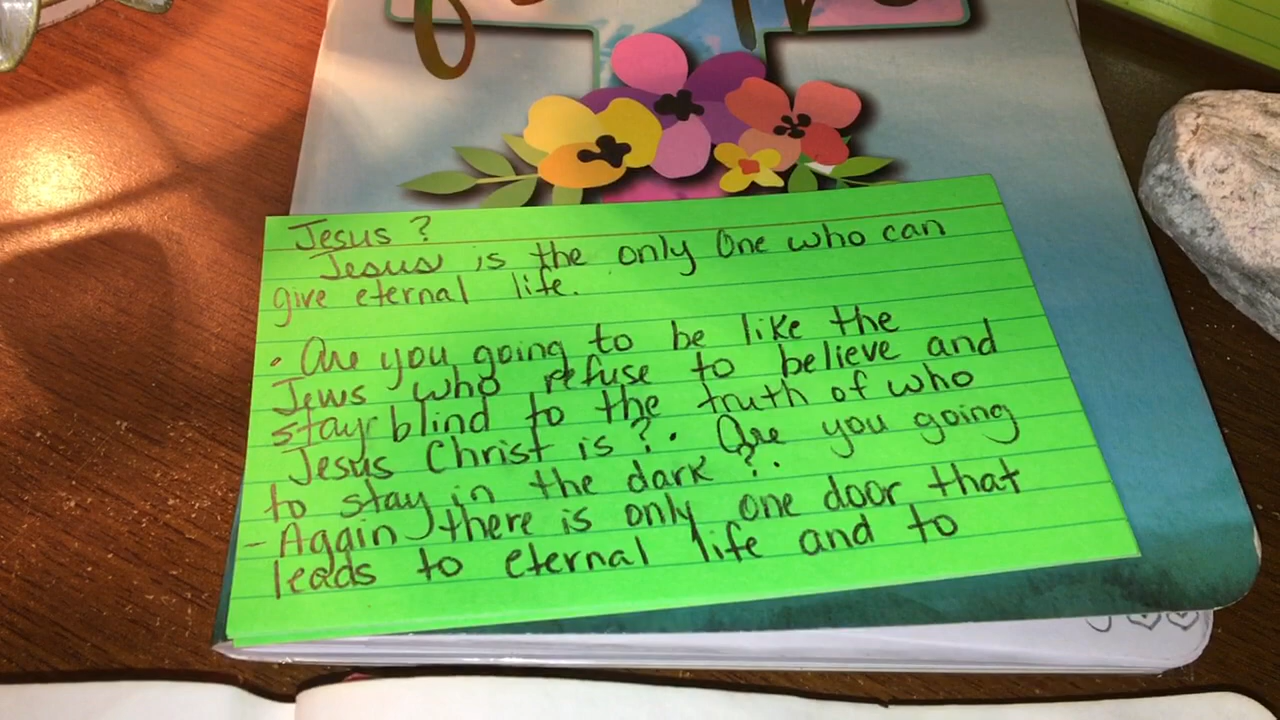 Jesus ?
Jesus is the only One who can
give eternal life.
• Are you going to be like the
Jews who refuse to believe and
stay blind to the truth of who
Jesus Christ is ?. Are you going
to stay in the dark ?.
- Again there is only one door that
leads to eternal life and to